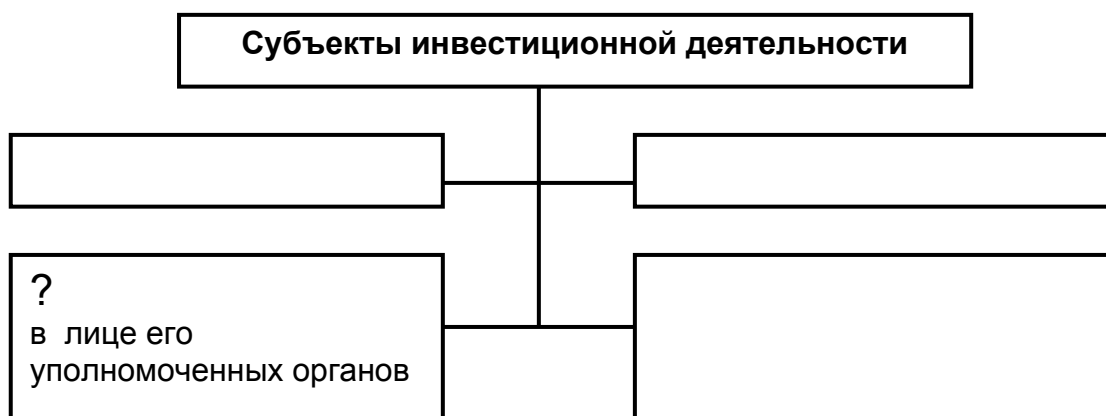 Субъекты инвестиционной деятельности
?
в лице его
уполномоченных органов